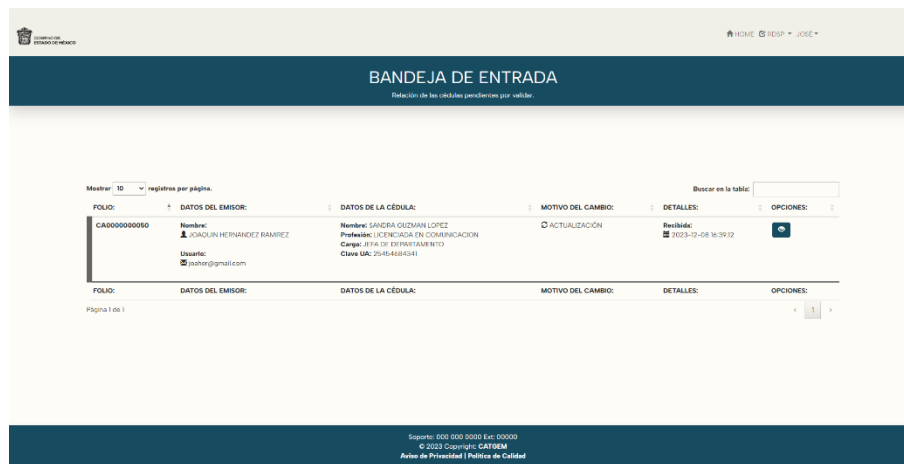 GOBIERNO DEL
ESTADO DE MÉXICO
HOME RDSP JOSÉ
BANDEJA DE ENTRADA
Relación de las cédulas pendientes por validar.
Mostrar 10 registros por página.
Buscar en la tabla:
FOLIO: DATOS DEL EMISOR: DATOS DE LA CÉDULA: MOTIVO DEL CAMBIO: DETALLES: OPCIONES:
CA0000000050 Nombre: Nombre: SANDRA GUZMAN LOPEZ ACTUALIZACIÓN Recibida:
JOAQUIN HERNANDEZ RAMIREZ Profesión: LICENCIADA EN COMUNICACION 2023-12-08 16:39:12
Cargo: JEFA DE DEPARTAMENTO
Usuario: Clave UA: 25454684341
joaher@gmail.com
FOLIO: DATOS DEL EMISOR: DATOS DE LA CÉDULA: MOTIVO DEL CAMBIO: DETALLES: OPCIONES:
Página 1 de 1
‹ 1 ›
Soporte: 000 000 0000 Ext: 00000
© 2023 Copyright: CATGEM
Aviso de Privacidad | Política de Calidad